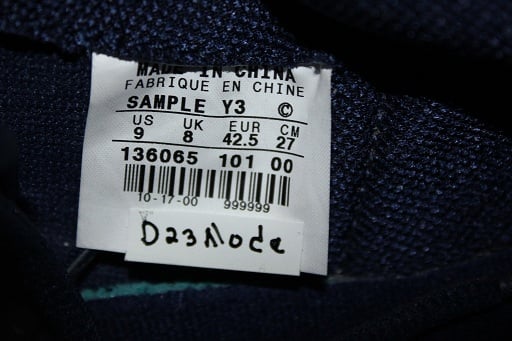 MADE IN CHINA
FABRIQUE EN CHINE
SAMPLE Y3 ©
US UK EUR CM
9 8 42.5 27
136065 101 00
10-17-00 999999
D23Node